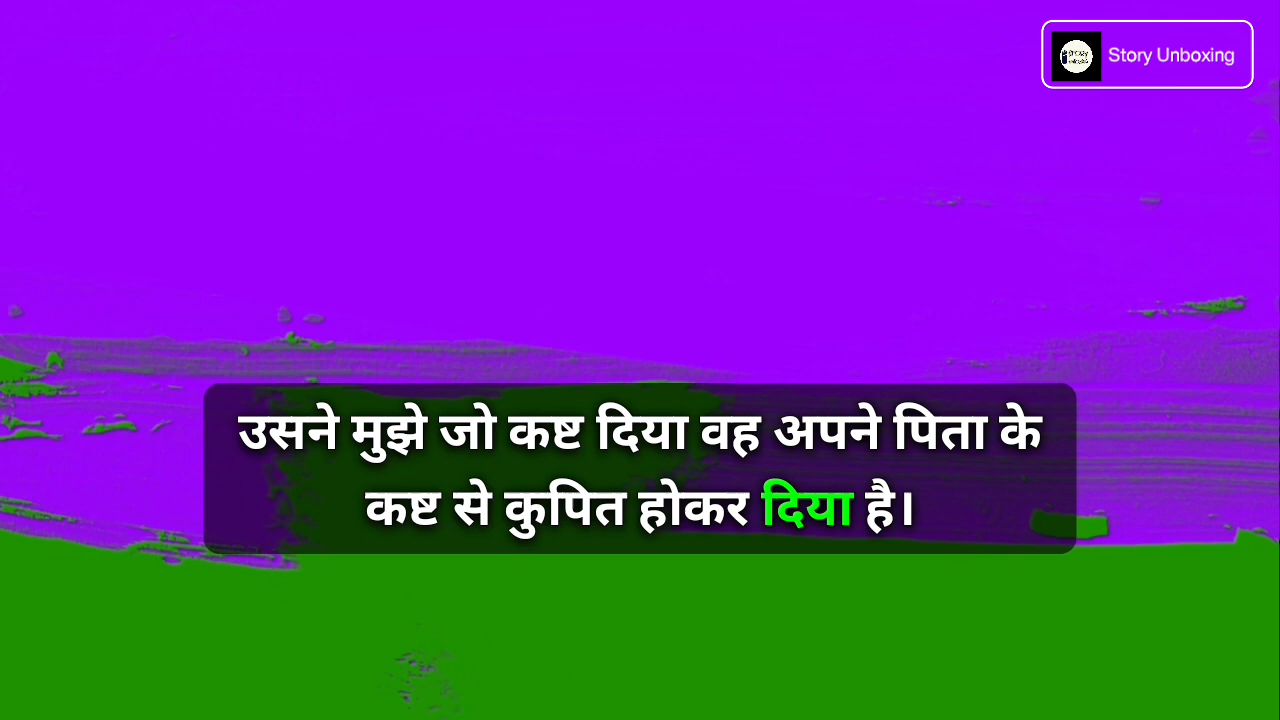 Story Unboxing
उसने मुझे जो कष्ट दिया वह अपने पिता के
कष्ट से कुपित होकर दिया है।